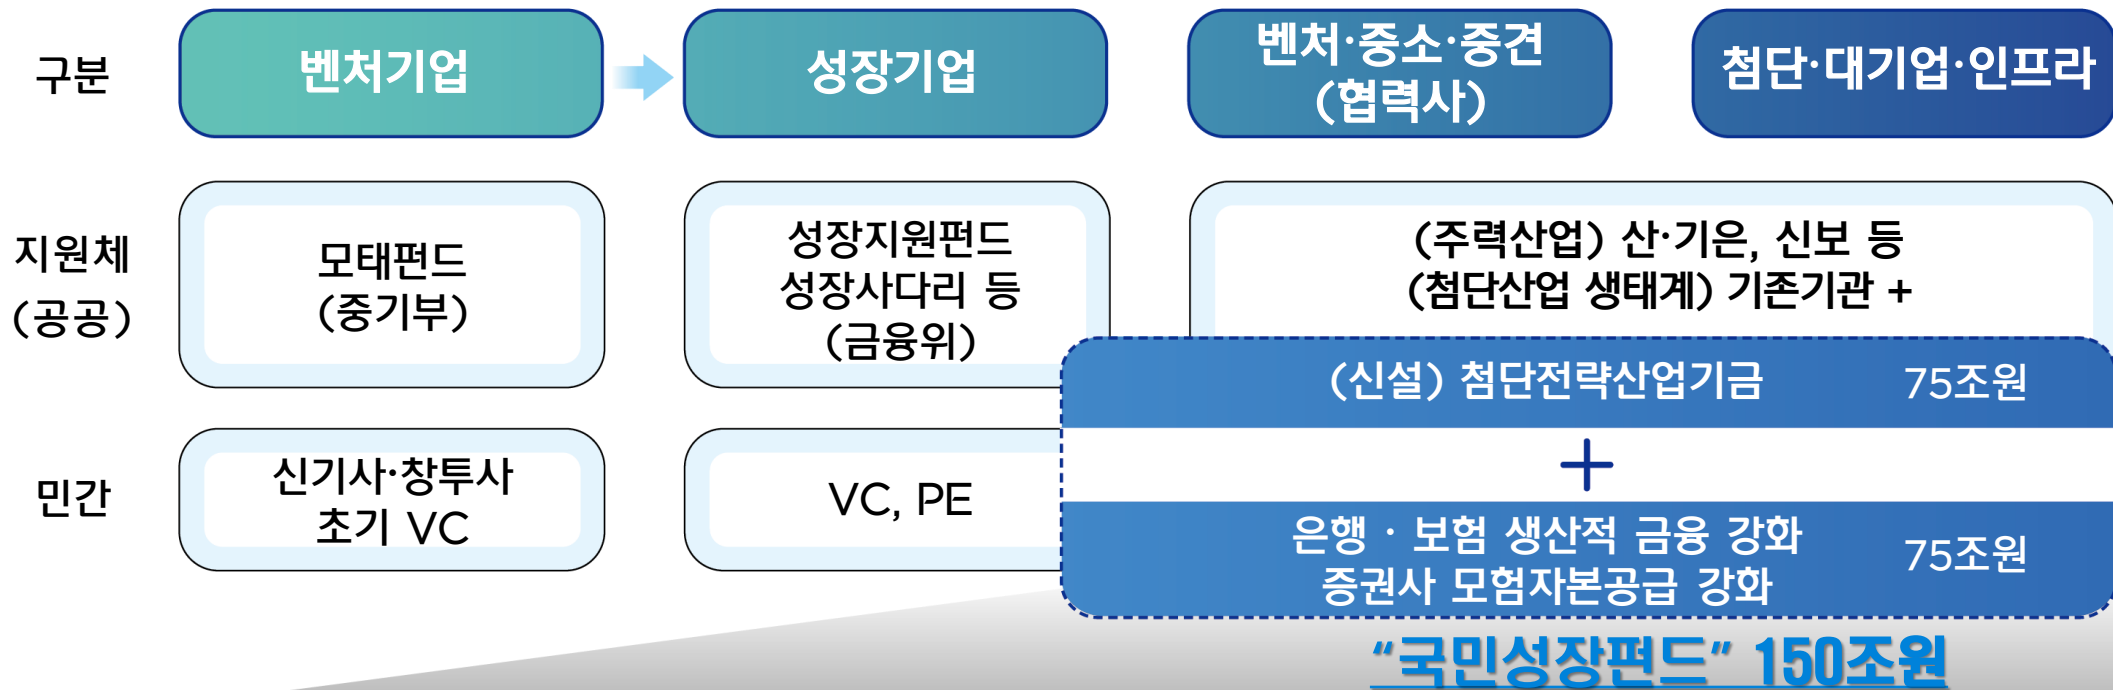 구분
벤처기업
성장기업
벤처·중소·중견
(협력사)
첨단·대기업·인프라
지원체
(공공)
모태펀드
(중기부)
성장지원펀드
성장사다리 등
(금융위)
(주력산업) 산·기은, 신보 등
(첨단산업 생태계) 기존기관 +
(신설) 첨단전략산업기금 75조원
+
민간
신기사·창투사
초기 VC
VC, PE
은행 · 보험 생산적 금융 강화
증권사 모험자본공급 강화
75조원
“국민성장펀드” 150조원